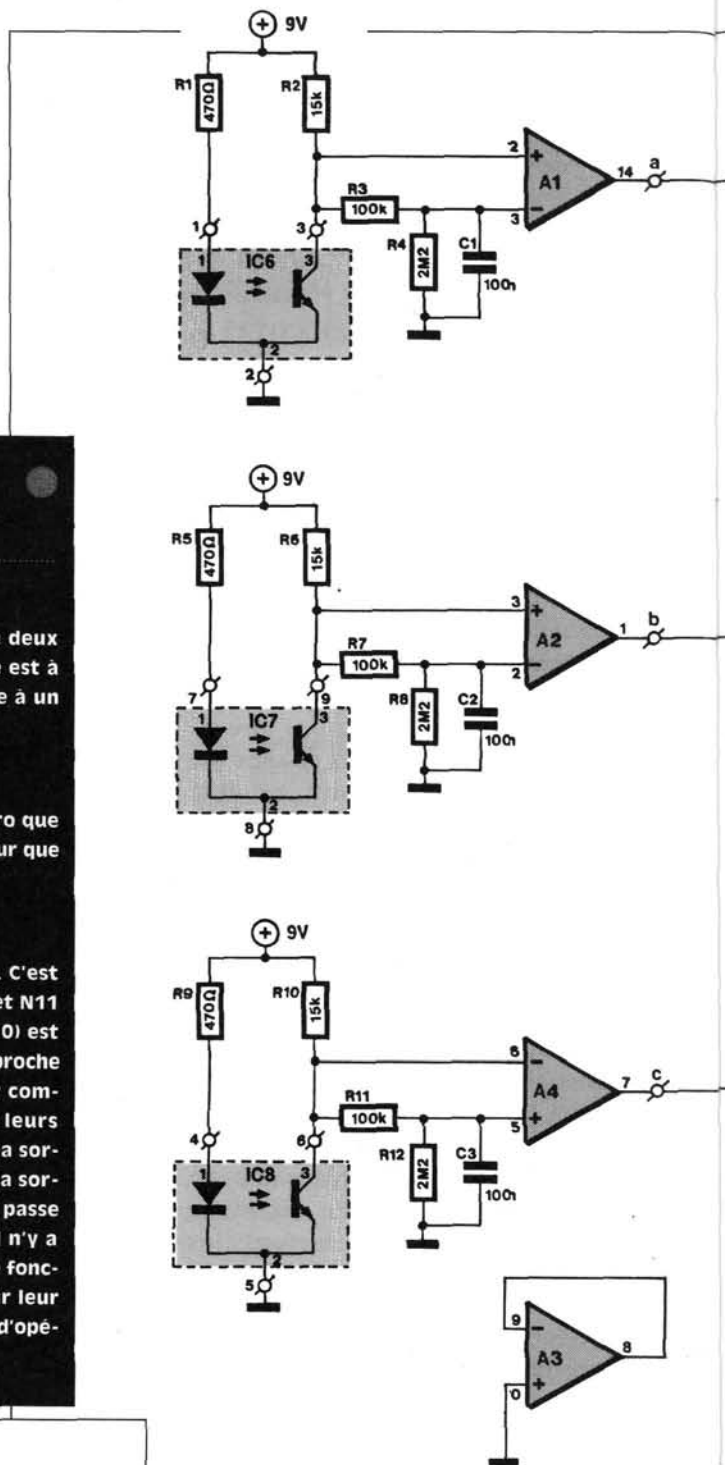 9V
R1
470Ω
R2
15k
2
+
A1
14
a
R3
100k
−
3
1
3
R4
2M2
C1
100n
1
IC6
3
2
2
9V
R5
470Ω
R6
15k
3
+
A2
1
b
R7
100k
−
2
7
9
R8
2M2
C2
100n
1
IC7
3
2
8
9V
R9
470Ω
R10
15k
6
−
A4
7
c
R11
100k
+
5
4
6
R12
2M2
C3
100n
1
IC8
3
2
5
9
−
A3
8
+
0
deux
est à
e à un
ro que
ur que
C'est
et N11
0) est
proche
com-
leurs
a sor-
a sor-
passe
n'y a
fonc-
r leur
d'opé-